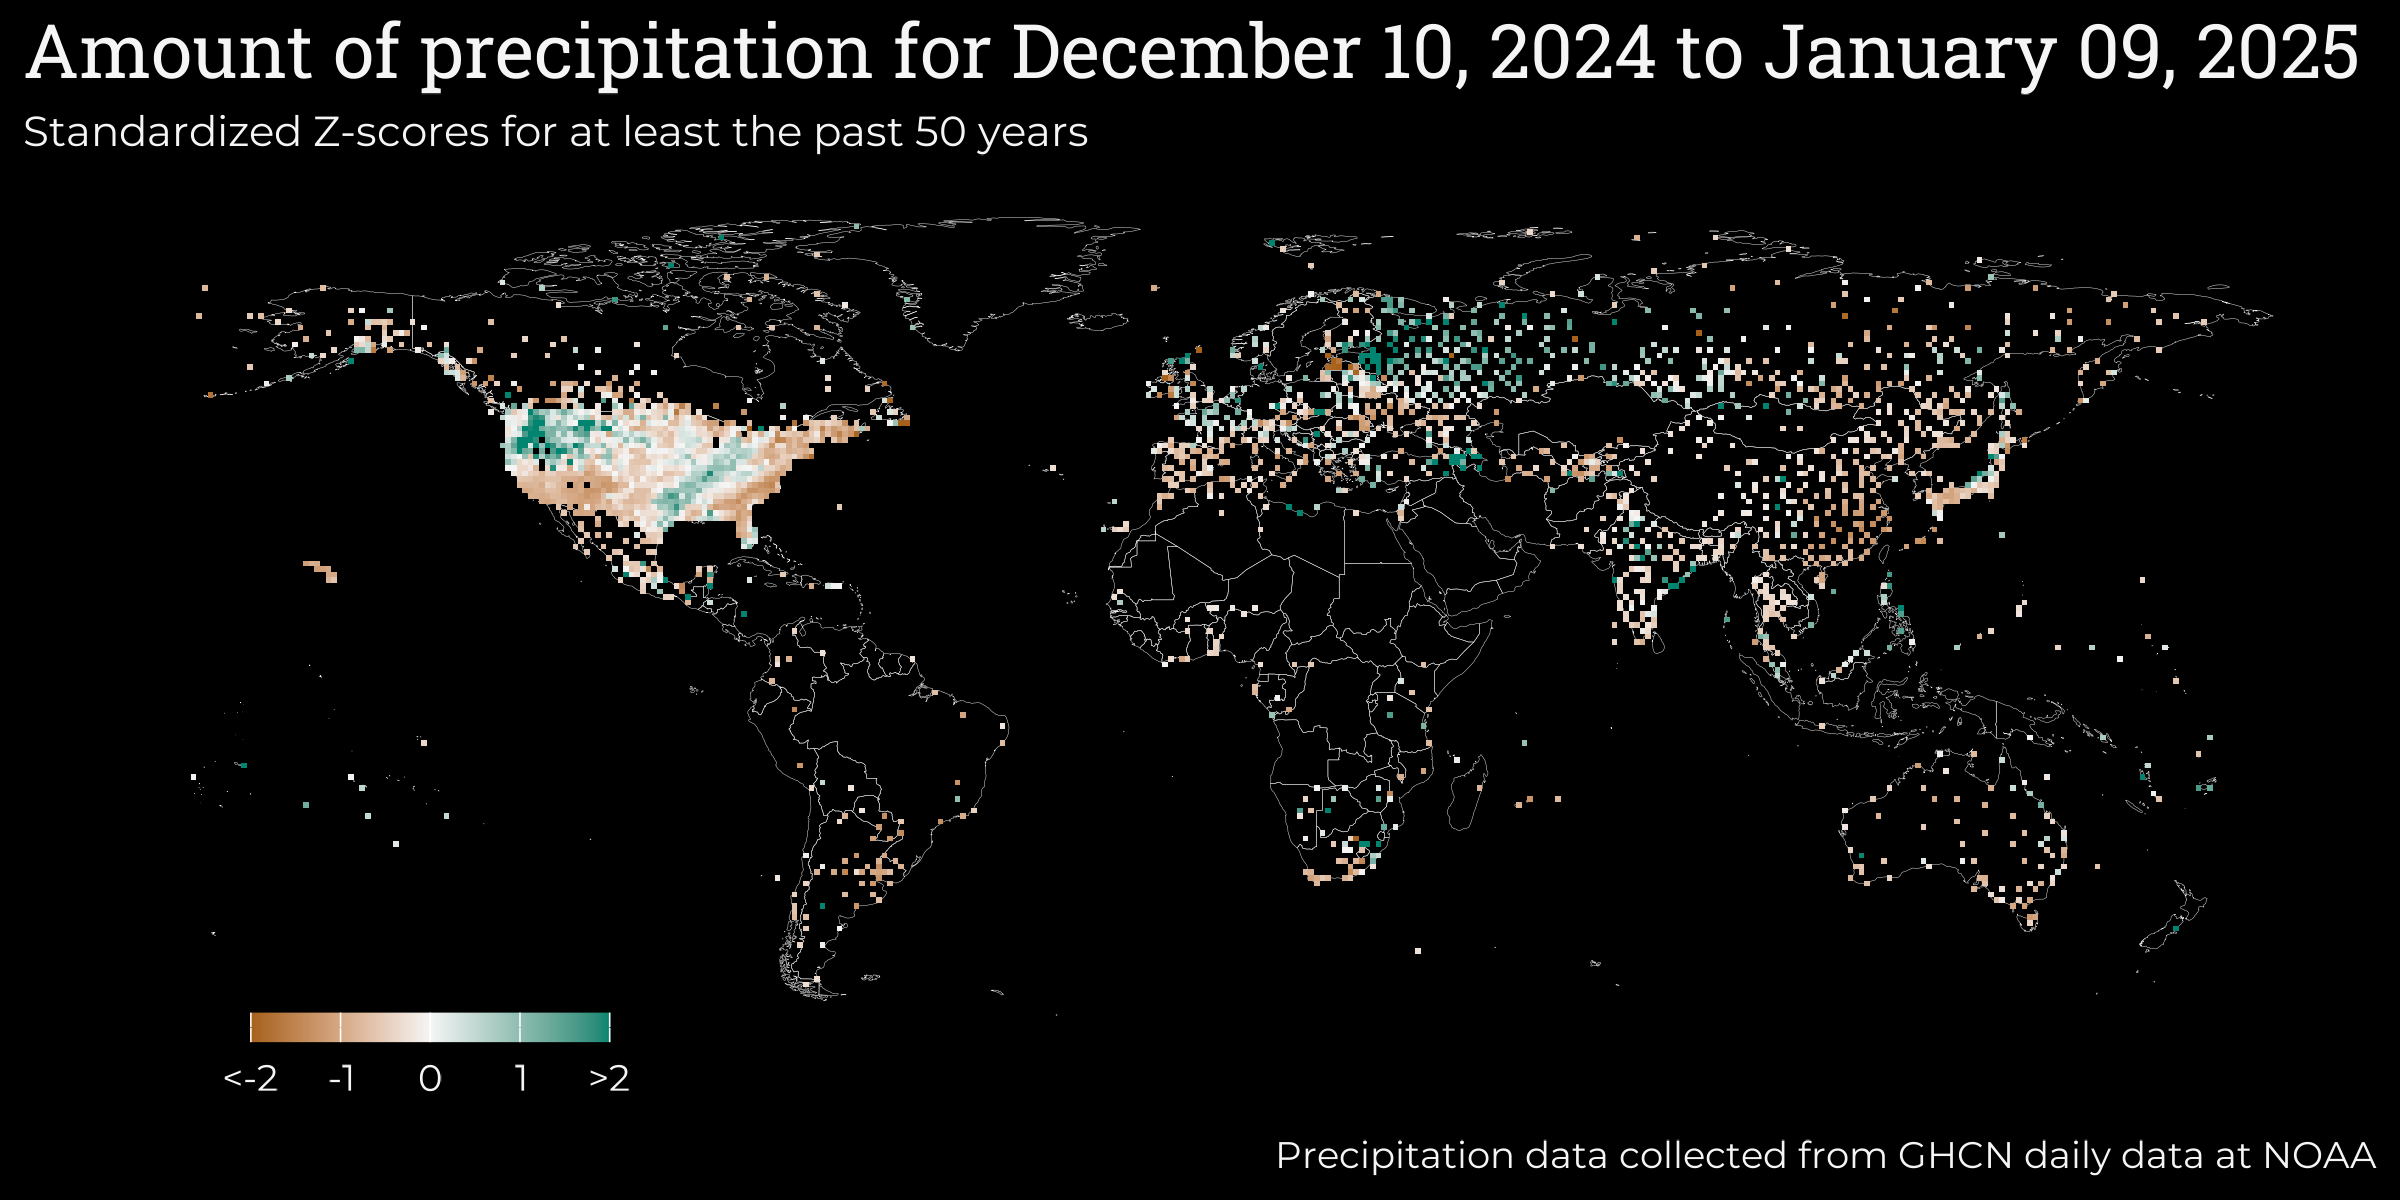 Amount of precipitation for December 10, 2024 to January 09, 2025
Standardized Z-scores for at least the past 50 years
<-2 -1 0 1 >2
Precipitation data collected from GHCN daily data at NOAA